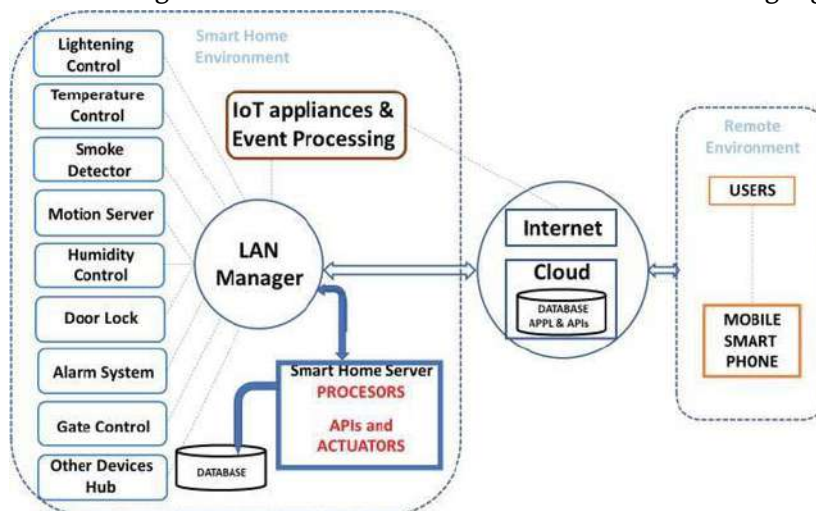 Smart Home
Environment
Lightening
Control
Temperature
Control
Smoke
Detector
Motion Server
Humidity
Control
Door Lock
Alarm System
Gate Control
Other Devices
Hub
IoT appliances &
Event Processing
LAN
Manager
Smart Home Server
PROCESORS
APIs and
ACTUATORS
DATABASE
Internet
Cloud
DATABASE
APPL & APIs
Remote
Environment
USERS
MOBILE
SMART
PHONE